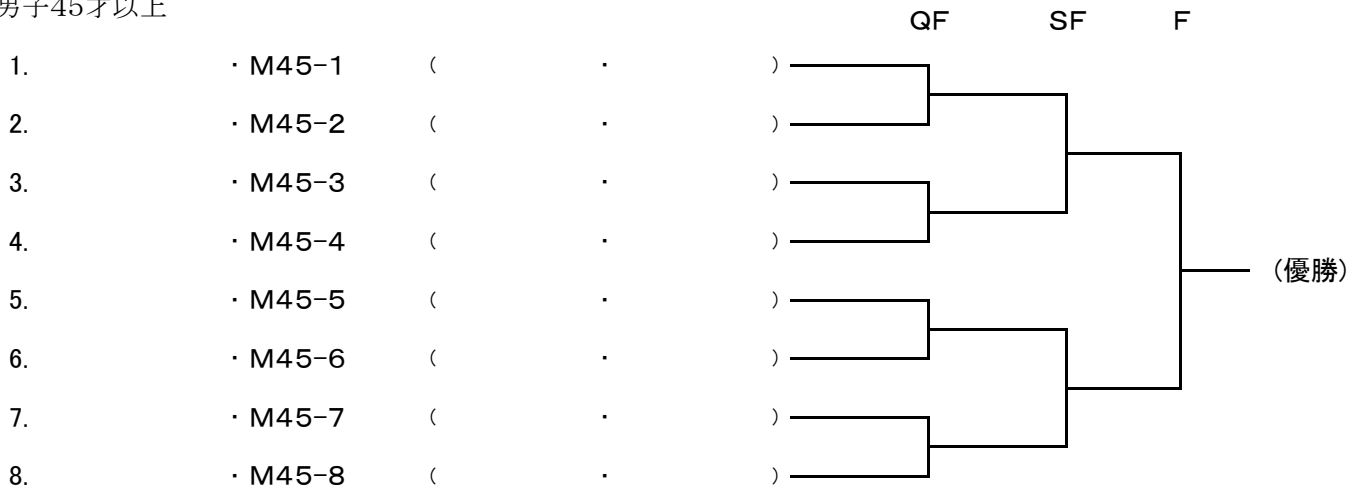 男子45才以上
QF SF F
1. ・M45-1 ( ・ )
2. ・M45-2 ( ・ )
3. ・M45-3 ( ・ )
4. ・M45-4 ( ・ )
(優勝)
5. ・M45-5 ( ・ )
6. ・M45-6 ( ・ )
7. ・M45-7 ( ・ )
8. ・M45-8 ( ・ )